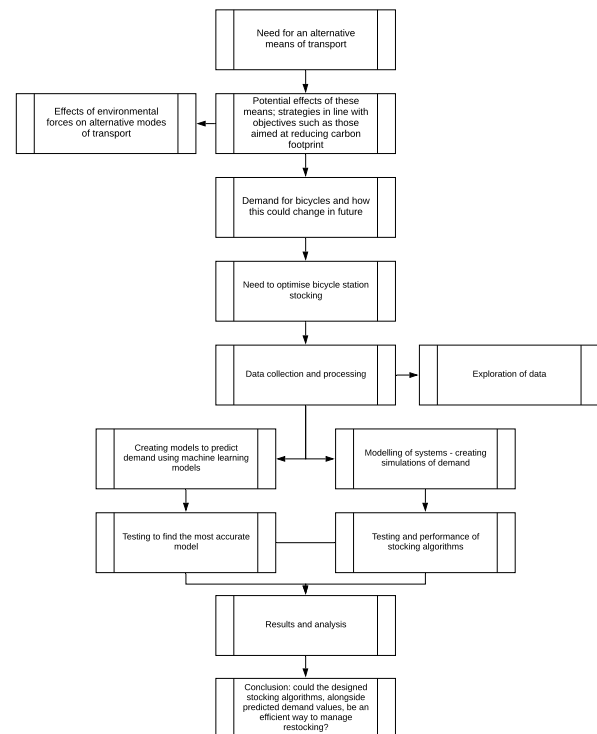 Need for an alternative
means of transport
Effects of environmental
forces on alternative modes
of transport
Potential effects of these
means; strategies in line with
objectives such as those
aimed at reducing carbon
footprint
Demand for bicycles and how
this could change in future
Need to optimise bicycle station
stocking
Data collection and processing
Exploration of data
Creating models to predict
demand using machine learning
models
Modelling of systems - creating
simulations of demand
Testing to find the most accurate
model
Testing and performance of
stocking algorithms
Results and analysis
Conclusion: could the designed
stocking algorithms, alongside
predicted demand values, be an
efficient way to manage
restocking?